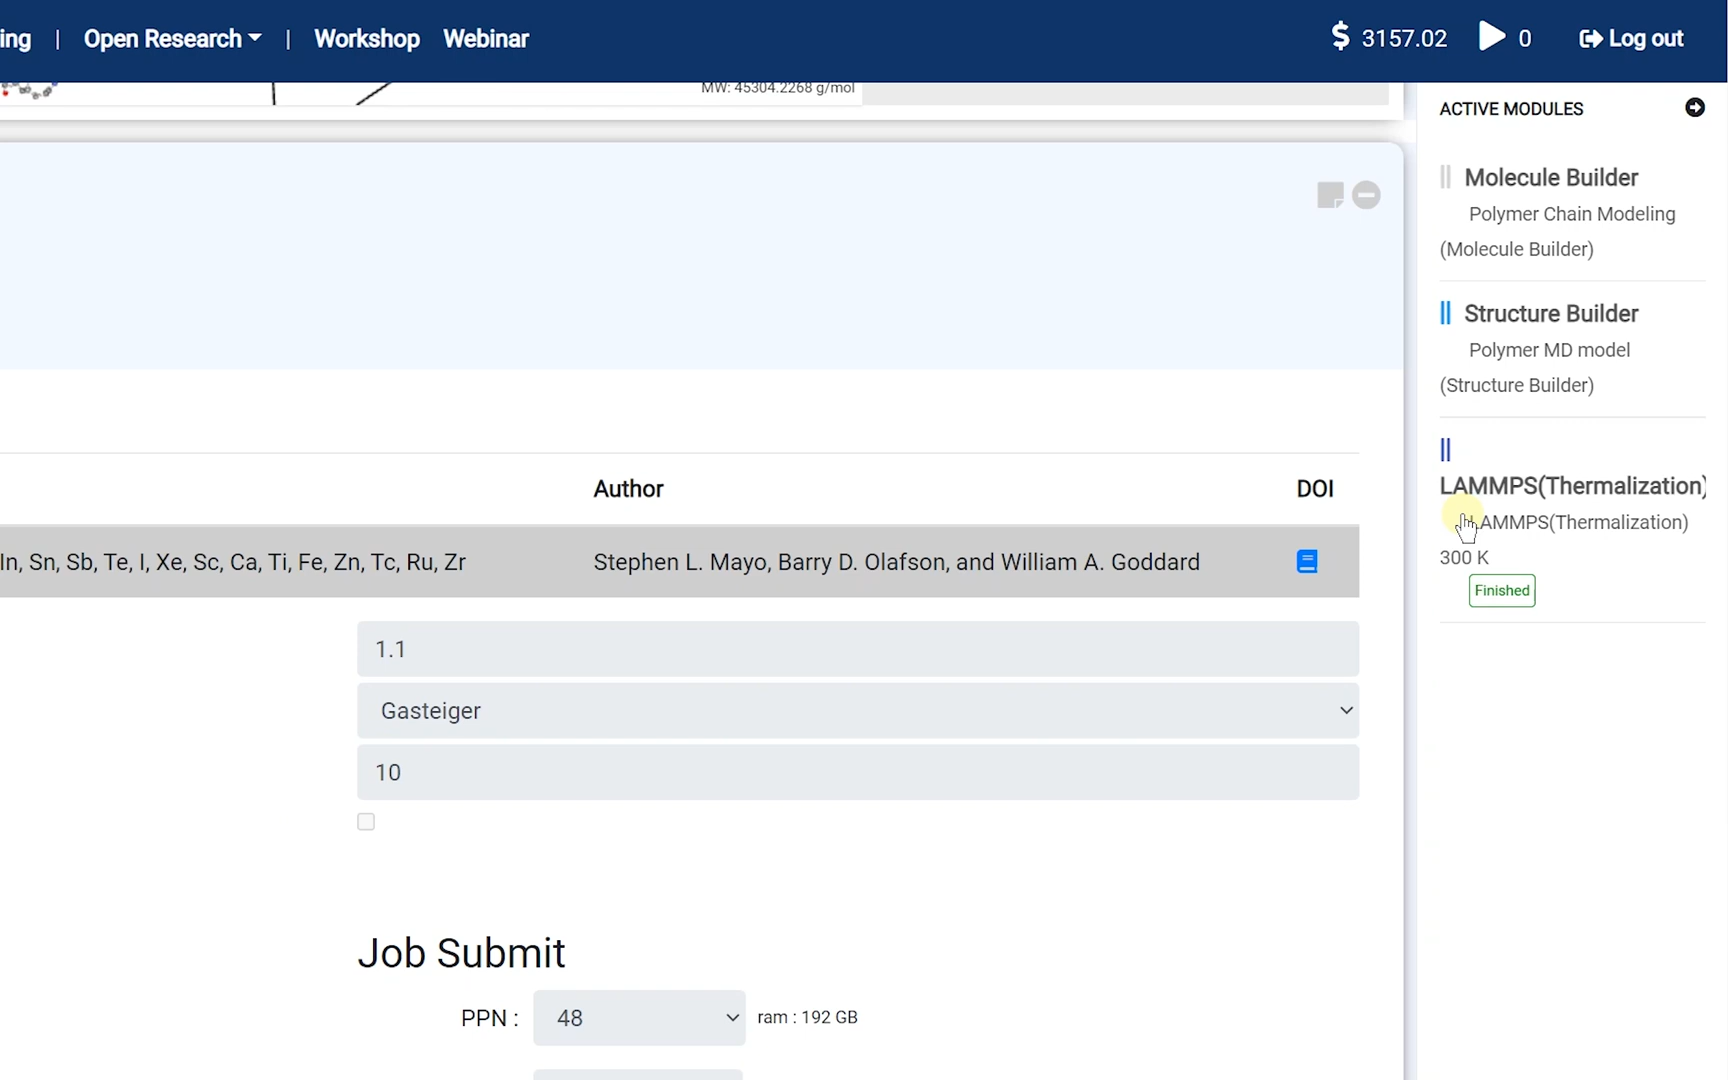 ing | Open Research | Workshop Webinar $ 3157.02 0 Log out
MW: 45304.2268 g/mol
ACTIVE MODULES
Molecule Builder
Polymer Chain Modeling
(Molecule Builder)
Structure Builder
Polymer MD model
(Structure Builder)
LAMMPS(Thermalization)
LAMMPS(Thermalization)
300 K
Finished
Author DOI
In, Sn, Sb, Te, I, Xe, Sc, Ca, Ti, Fe, Zn, Tc, Ru, Zr Stephen L. Mayo, Barry D. Olafson, and William A. Goddard
1.1
Gasteiger
10
Job Submit
PPN : 48 ram : 192 GB